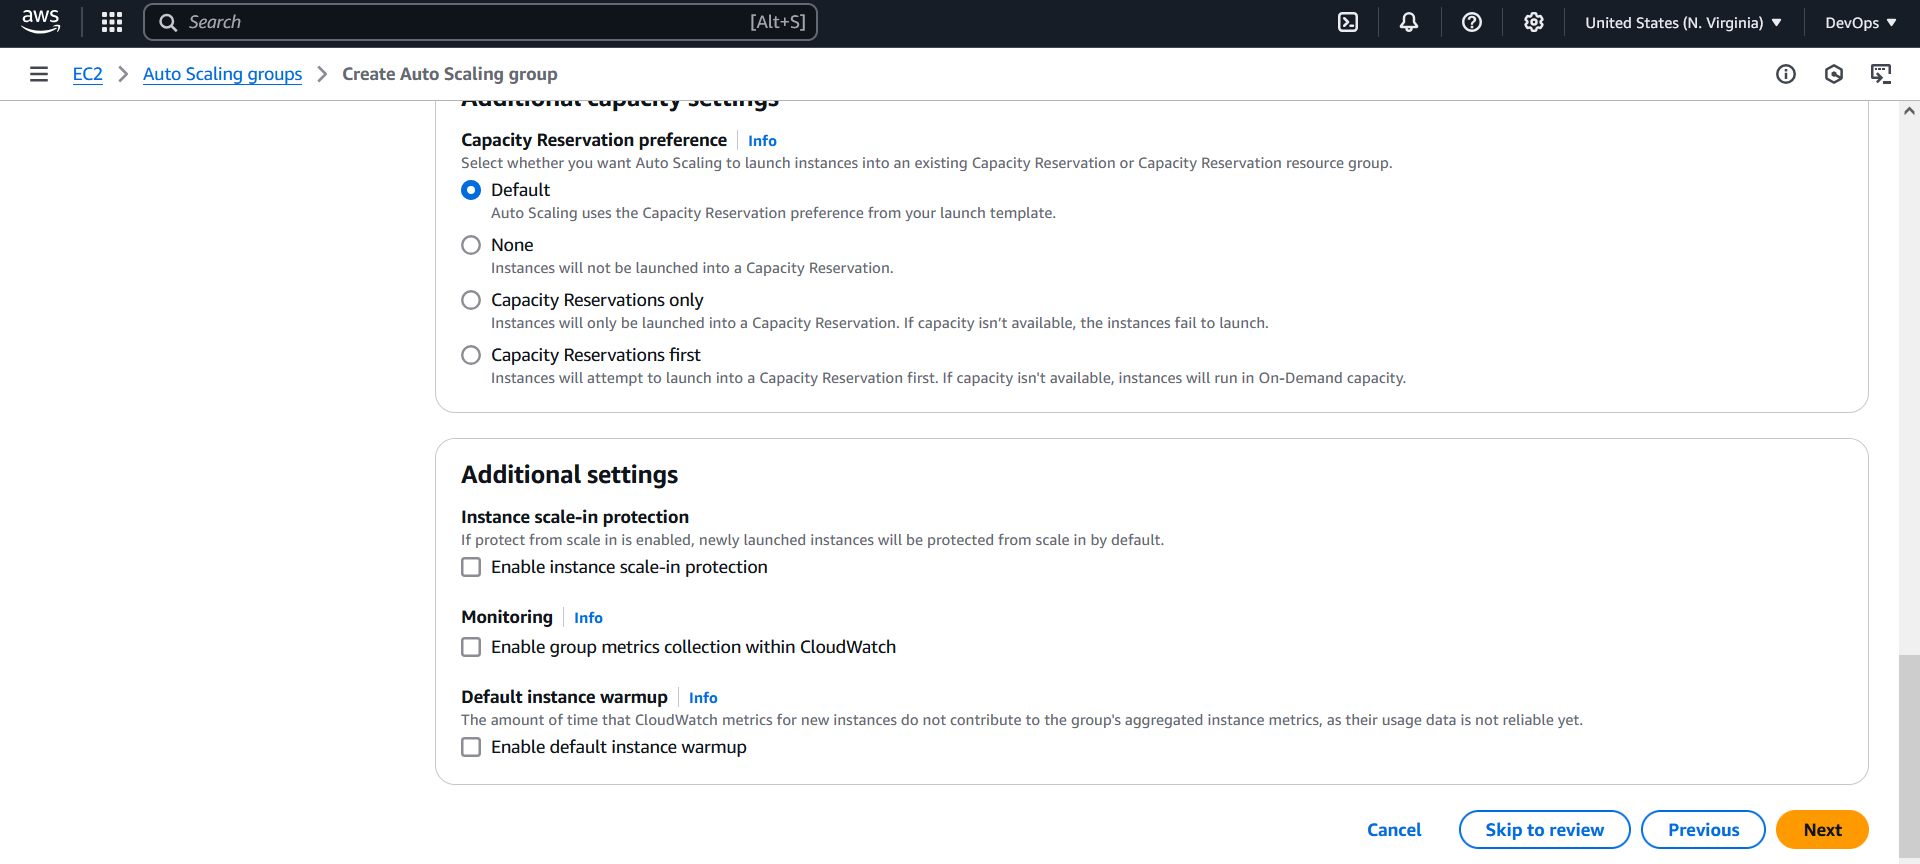 aws
Search [Alt+S]
United States (N. Virginia)
DevOps
EC2 Auto Scaling groups Create Auto Scaling group
Additional capacity settings
Capacity Reservation preference Info
Select whether you want Auto Scaling to launch instances into an existing Capacity Reservation or Capacity Reservation resource group.
Default
Auto Scaling uses the Capacity Reservation preference from your launch template.
None
Instances will not be launched into a Capacity Reservation.
Capacity Reservations only
Instances will only be launched into a Capacity Reservation. If capacity isn’t available, the instances fail to launch.
Capacity Reservations first
Instances will attempt to launch into a Capacity Reservation first. If capacity isn't available, instances will run in On-Demand capacity.
Additional settings
Instance scale-in protection
If protect from scale in is enabled, newly launched instances will be protected from scale in by default.
Enable instance scale-in protection
Monitoring Info
Enable group metrics collection within CloudWatch
Default instance warmup Info
The amount of time that CloudWatch metrics for new instances do not contribute to the group's aggregated instance metrics, as their usage data is not reliable yet.
Enable default instance warmup
Cancel Skip to review Previous Next